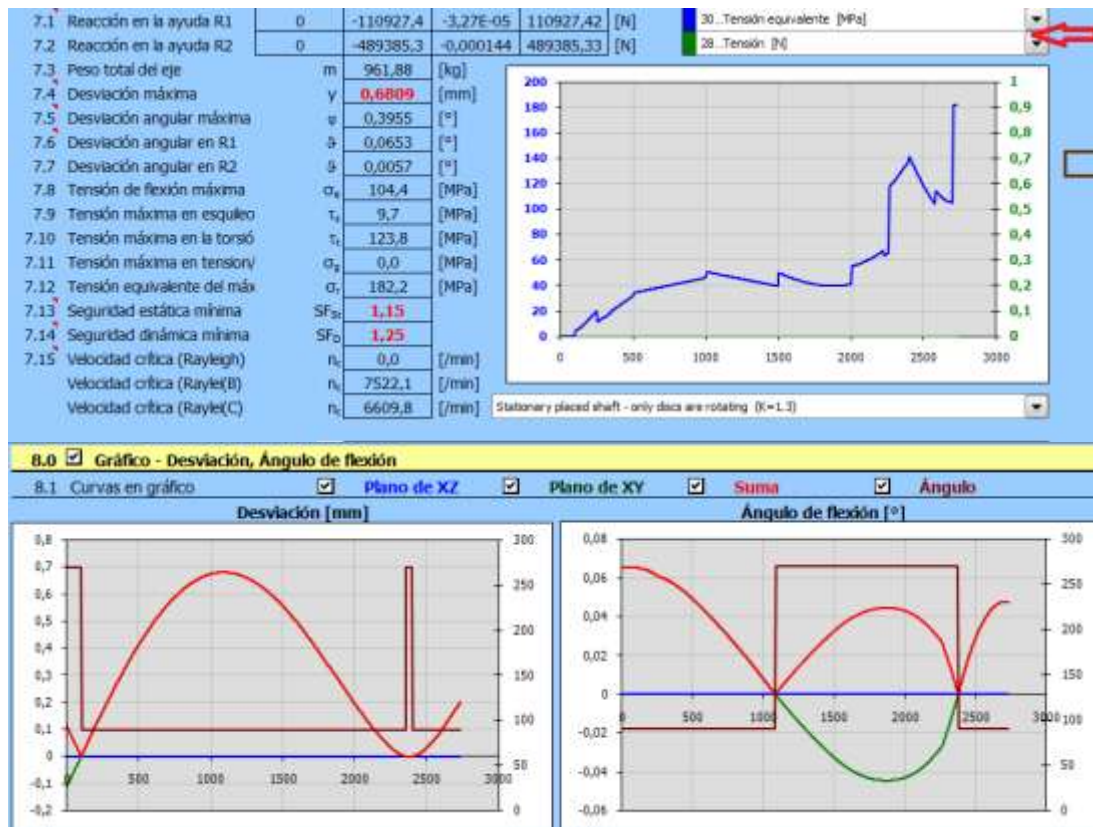 7.1 Reacción en la ayuda R1 0 -110927,4 -3,27E-05 110927,42 [N] 30...Tensión equivalente [MPa]
7.2 Reacción en la ayuda R2 0 -489385,3 -0,000144 489385,33 [N] 28...Tensión [N]
7.3 Peso total del eje m 961,88 [kg]
7.4 Desviación máxima y 0,6809 [mm]
7.5 Desviación angular máxima φ 0,3955 [°]
7.6 Desviación angular en R1 ϑ 0,0653 [°]
7.7 Desviación angular en R2 ϑ 0,0057 [°]
7.8 Tensión de flexión máxima 104,4 [MPa]
7.9 Tensión máxima en esquileo 9,7 [MPa]
7.10 Tensión máxima en la torsió 123,8 [MPa]
7.11 Tensión máxima en tension/ 0,0 [MPa]
7.12 Tensión equivalente del máx 182,2 [MPa]
7.13 Seguridad estática mínima SFSt 1,15
7.14 Seguridad dinámica mínima SFD 1,25
7.15 Velocidad crítica (Rayleigh) nc 0,0 [/min]
Velocidad crítica (Raylei(B) nc 7522,1 [/min]
Velocidad crítica (Raylei(C) nc 6609,8 [/min] Stationary placed shaft - only discs are rotating (K=1.3)
200 1
180 0,9
160 0,8
140 0,7
120 0,6
100 0,5
80 0,4
60 0,3
40 0,2
20 0,1
0 0
0 500 1000 1500 2000 2500 3000
8.0 Gráfico - Desviación, Ángulo de flexión
8.1 Curvas en gráfico Plano de XZ Plano de XY Suma Ángulo
Desviación [mm]
0,8 300
0,7
0,6 250
0,5
0,4 200
0,3
0,2 150
0,1 100
0
500 1000 1500 2000 2500 3000
-0,1 50
-0,2 0
Ángulo de flexión [°]
0,08 300
0,06 250
0,04 200
0,02 150
0
500 1000 1500 2000 2500 3000
-0,02 100
-0,04 50
-0,06 0